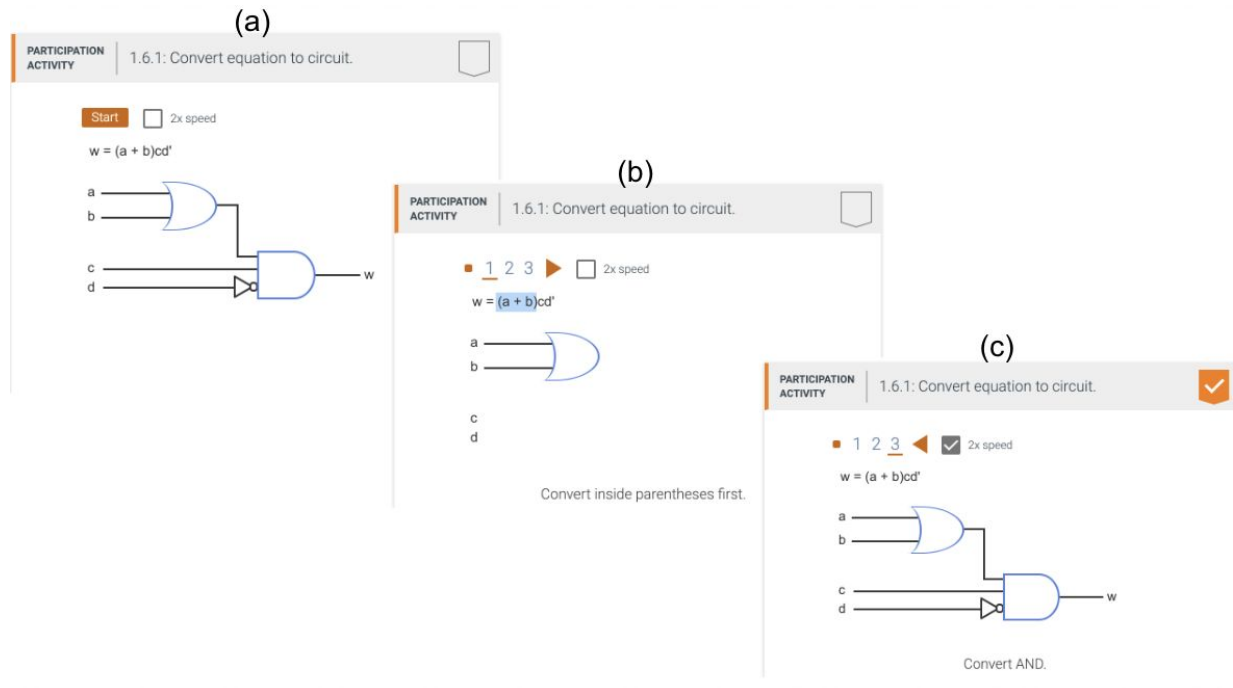 (a)
PARTICIPATION
ACTIVITY
1.6.1: Convert equation to circuit.
Start
2x speed
w = (a + b)cd'
a
b
c
d
w
(b)
PARTICIPATION
ACTIVITY
1.6.1: Convert equation to circuit.
1 2 3
2x speed
w = (a + b)cd'
a
b
c
d
Convert inside parentheses first.
(c)
PARTICIPATION
ACTIVITY
1.6.1: Convert equation to circuit.
1 2 3
2x speed
w = (a + b)cd'
a
b
c
d
w
Convert AND.